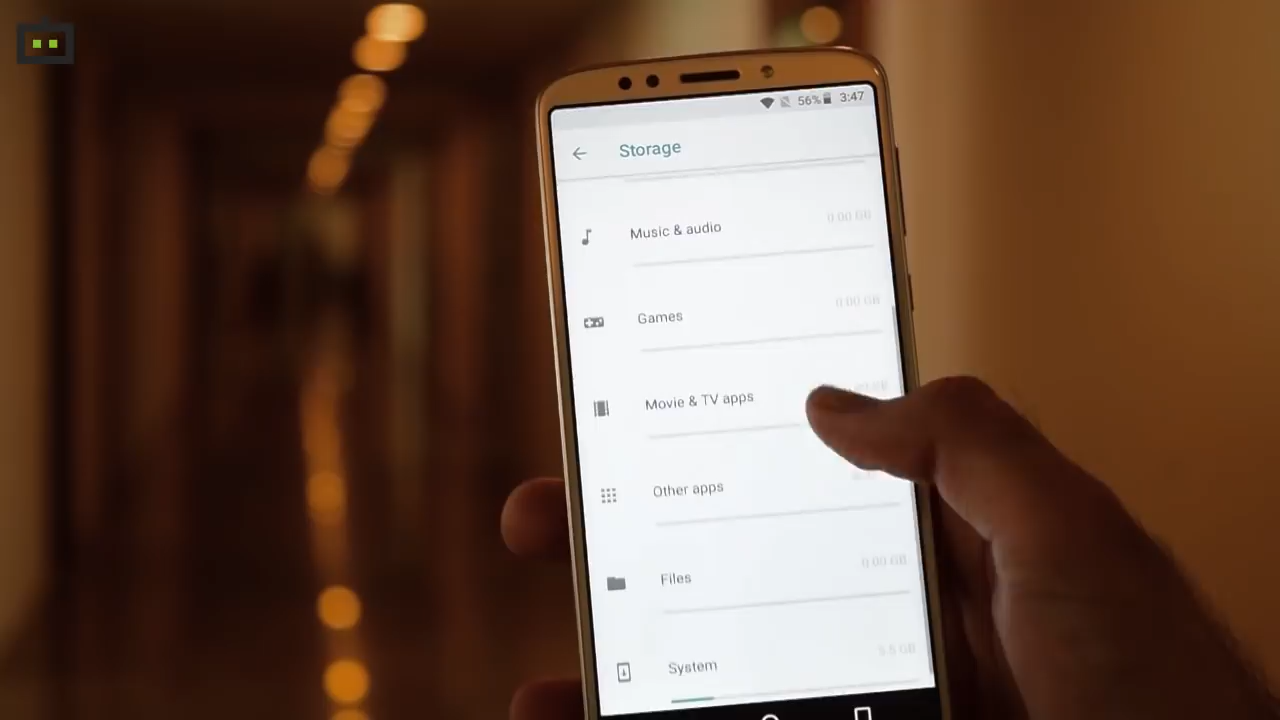 56% 3:47
Storage
Music & audio 0.00 GB
Games 0.00 GB
Movie & TV apps
Other apps
Files 0.00 GB
System